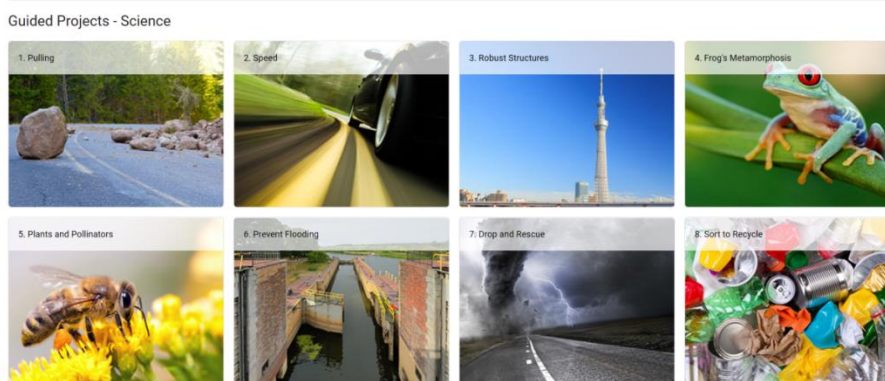 Guided Projects - Science
1. Pulling
2. Speed
3. Robust Structures
4. Frog's Metamorphosis
5. Plants and Pollinators
6. Prevent Flooding
7. Drop and Rescue
8. Sort to Recycle